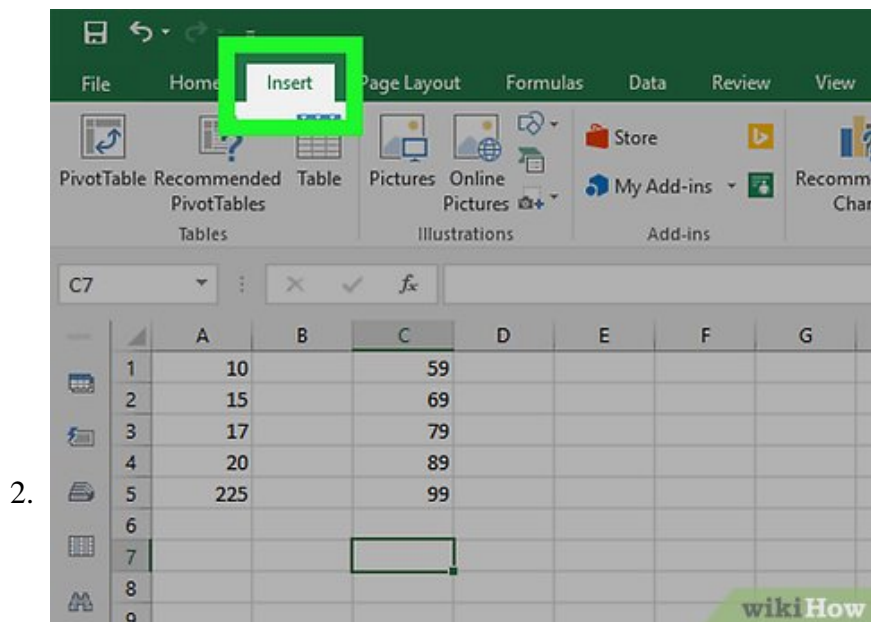 File Home Insert Page Layout Formulas Data Review View
PivotTable Recommended PivotTables Table Pictures Online Pictures Store My Add-ins
Tables Illustrations Add-ins
C7 fx
A B C D E F G
1 10 59
2 15 69
3 17 79
4 20 89
2. 5 225 99
6
7
8
9
wikiHow